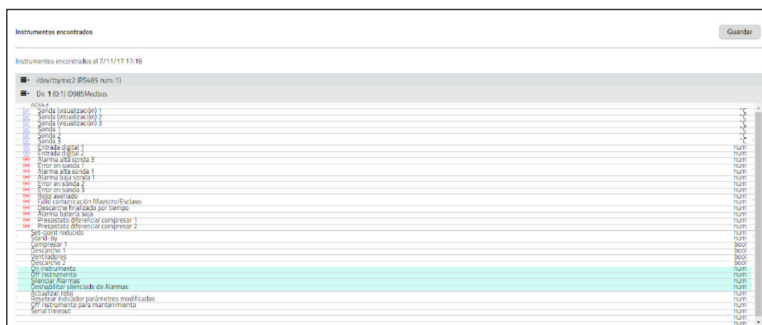 Instrumentos encontrados
Guardar
Instrumentos encontrados el 7/11/17 17:18
(RS485 num.:1)
Dir. 1 (0:1) ID985Modbus
Sonda (visualización) 1 °C
Sonda (visualización) 2 °C
Sonda (visualización) 3 °C
Sonda 1 °C
Sonda 2 °C
Sonda 3 °C
Entrada digital 1 num
Entrada digital 2 num
Alarma alta sonda 3 num
Error en sonda 1 num
Alarma alta sonda 1 num
Alarma baja sonda 1 num
Error en sonda 2 num
Error en sonda 3 num
Reloj averiado num
Fallo comunicación Maestro/Esclavo num
Descarche finalizado por tiempo num
Alarma batería baja num
Presostato diferencial compresor 1 num
Presostato diferencial compresor 2 num
Set-point reducido num
Stand-by num
Compresor 1 bool
Descarche 1 bool
Ventiladores bool
Descarche 2 bool
On instrumento num
Off instrumento num
Silenciar Alarmas num
Deshabilitar silenciado de Alarmas num
Actualizar reloj num
Resetear indicador parámetros modificados num
Off instrumento para mantenimiento num
Serial timeout num
num
num